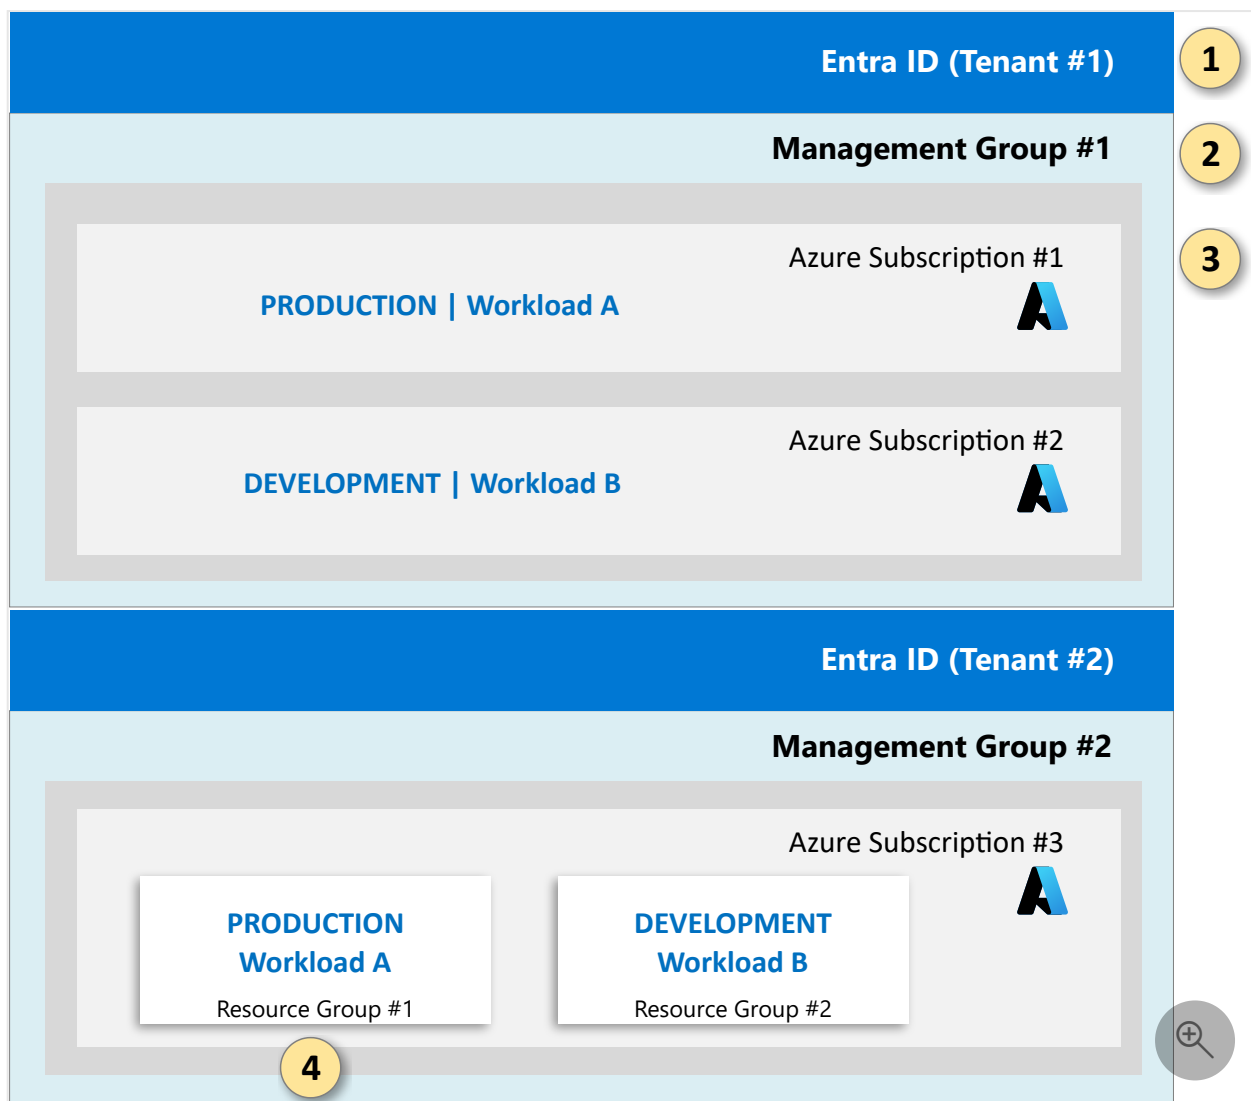 Entra ID (Tenant #1)
1
Management Group #1
2
Azure Subscription #1
3
PRODUCTION | Workload A
Azure Subscription #2
DEVELOPMENT | Workload B
Entra ID (Tenant #2)
Management Group #2
Azure Subscription #3
PRODUCTION
Workload A
Resource Group #1
DEVELOPMENT
Workload B
Resource Group #2
4